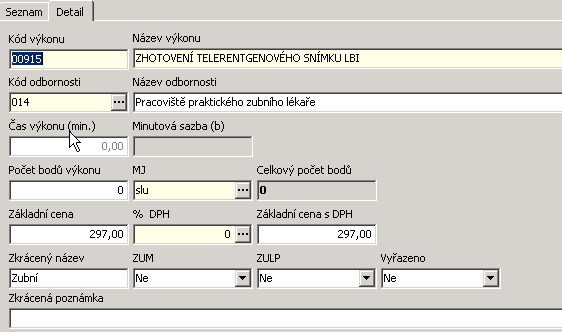 Seznam Detail
Kód výkonu Název výkonu
00915 ZHOTOVENÍ TELERENTGENOVÉHO SNÍMKU LBI
Kód odbornosti Název odbornosti
014 ... Pracoviště praktického zubního lékaře
Čas výkonu (min.) Minutová sazba (b)
0,00
Počet bodů výkonu MJ Celkový počet bodů
0 slu ... 0
Základní cena % DPH Základní cena s DPH
297,00 0 ... 297,00
Zkrácený název ZUM ZULP Vyřazeno
Zubní Ne Ne Ne
Zkrácená poznámka